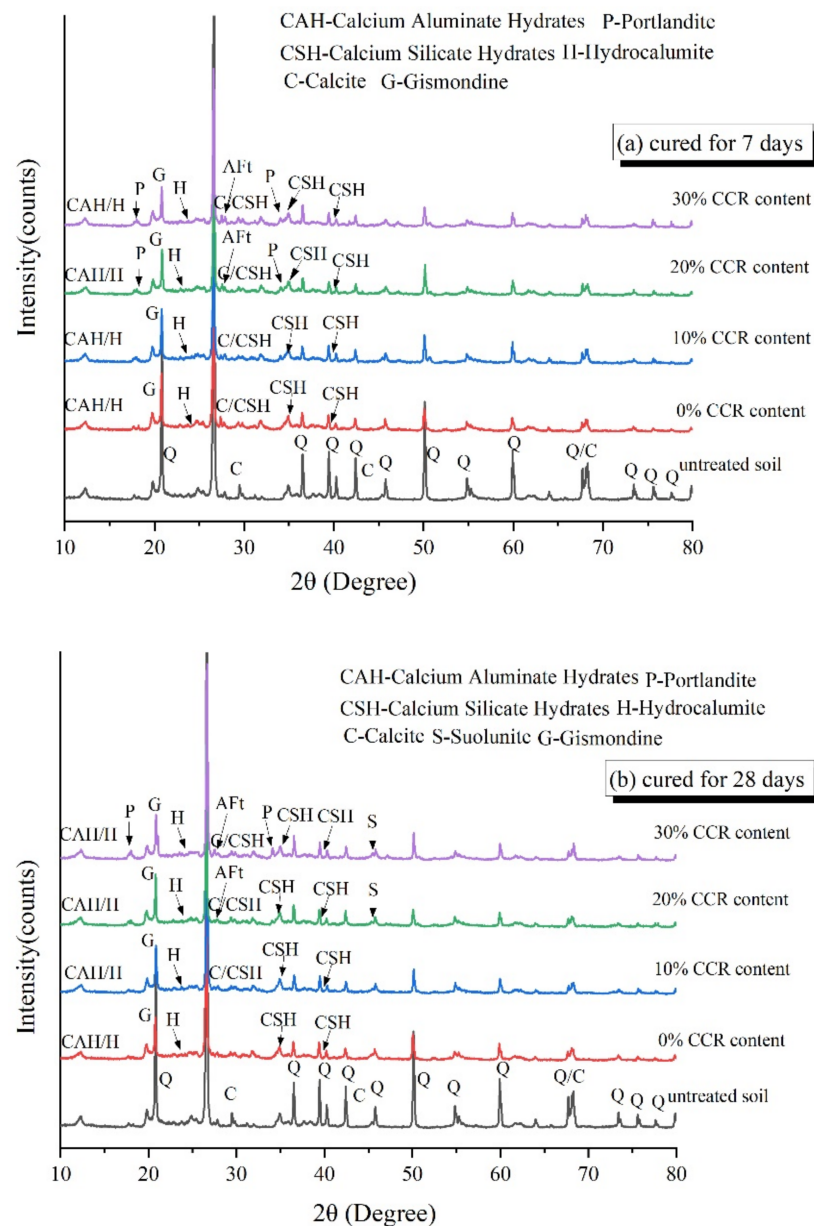 CAH-Calcium Aluminate Hydrates P-Portlandite
CSH-Calcium Silicate Hydrates H-Hydrocalumite
C-Calcite G-Gismondine
(a) cured for 7 days
Intensity(counts)
CAH/H P G H C/CSH AFt P CSH CSH 30% CCR content
CAH/H P G H C/CSH AFt P CSH CSH 20% CCR content
CAH/H G H C/CSH CSH CSH 10% CCR content
CAH/H G H C/CSH CSH CSH 0% CCR content
Q C Q Q Q C Q Q Q Q Q/C Q Q Q untreated soil
10 20 30 40 50 60 70 80
2θ (Degree)
CAH-Calcium Aluminate Hydrates P-Portlandite
CSH-Calcium Silicate Hydrates H-Hydrocalumite
C-Calcite S-Suolunite G-Gismondine
(b) cured for 28 days
Intensity(counts)
CAH/H P G H C/CSH AFt P CSH CSH S 30% CCR content
CAH/H G H C/CSH AFt CSH CSH S 20% CCR content
CAH/H G H C/CSH CSH CSH 10% CCR content
CAH/H G H CSH CSH 0% CCR content
Q C Q Q Q C Q Q Q Q Q/C Q Q Q untreated soil
10 20 30 40 50 60 70 80
2θ (Degree)